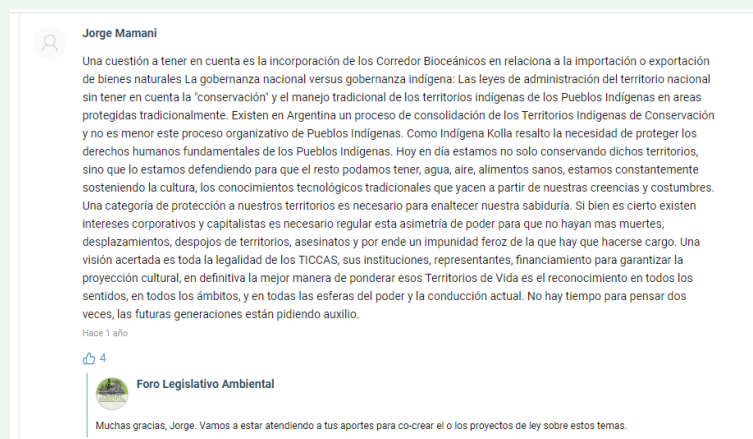 Jorge Mamani
Una cuestión a tener en cuenta es la incorporación de los Corredor Bioceánicos en relaciona a la importación o exportación
de bienes naturales La gobernanza nacional versus gobernanza indígena: Las leyes de administración del territorio nacional
sin tener en cuenta la "conservación" y el manejo tradicional de los territorios indígenas de los Pueblos Indígenas en areas
protegidas tradicionalmente. Existen en Argentina un proceso de consolidación de los Territorios Indígenas de Conservación
y no es menor este proceso organizativo de Pueblos Indígenas. Como Indígena Kolla resalto la necesidad de proteger los
derechos humanos fundamentales de los Pueblos Indígenas. Hoy en día estamos no solo conservando dichos territorios,
sino que lo estamos defendiendo para que el resto podamos tener, agua, aire, alimentos sanos, estamos constantemente
sosteniendo la cultura, los conocimientos tecnológicos tradicionales que yacen a partir de nuestras creencias y costumbres.
Una categoría de protección a nuestros territorios es necesario para enaltecer nuestra sabiduría. Si bien es cierto existen
intereses corporativos y capitalistas es necesario regular esta asimetría de poder para que no hayan mas muertes,
desplazamientos, despojos de territorios, asesinatos y por ende un impunidad feroz de la que hay que hacerse cargo. Una
visión acertada es toda la legalidad de los TICCAS, sus instituciones, representantes, financiamiento para garantizar la
proyección cultural, en definitiva la mejor manera de ponderar esos Territorios de Vida es el reconocimiento en todos los
sentidos, en todos los ámbitos, y en todas las esferas del poder y la conducción actual. No hay tiempo para pensar dos
veces, las futuras generaciones están pidiendo auxilio.
Hace 1 año
4
Foro Legislativo Ambiental
Muchas gracias, Jorge. Vamos a estar atendiendo a tus aportes para co-crear el o los proyectos de ley sobre estos temas.